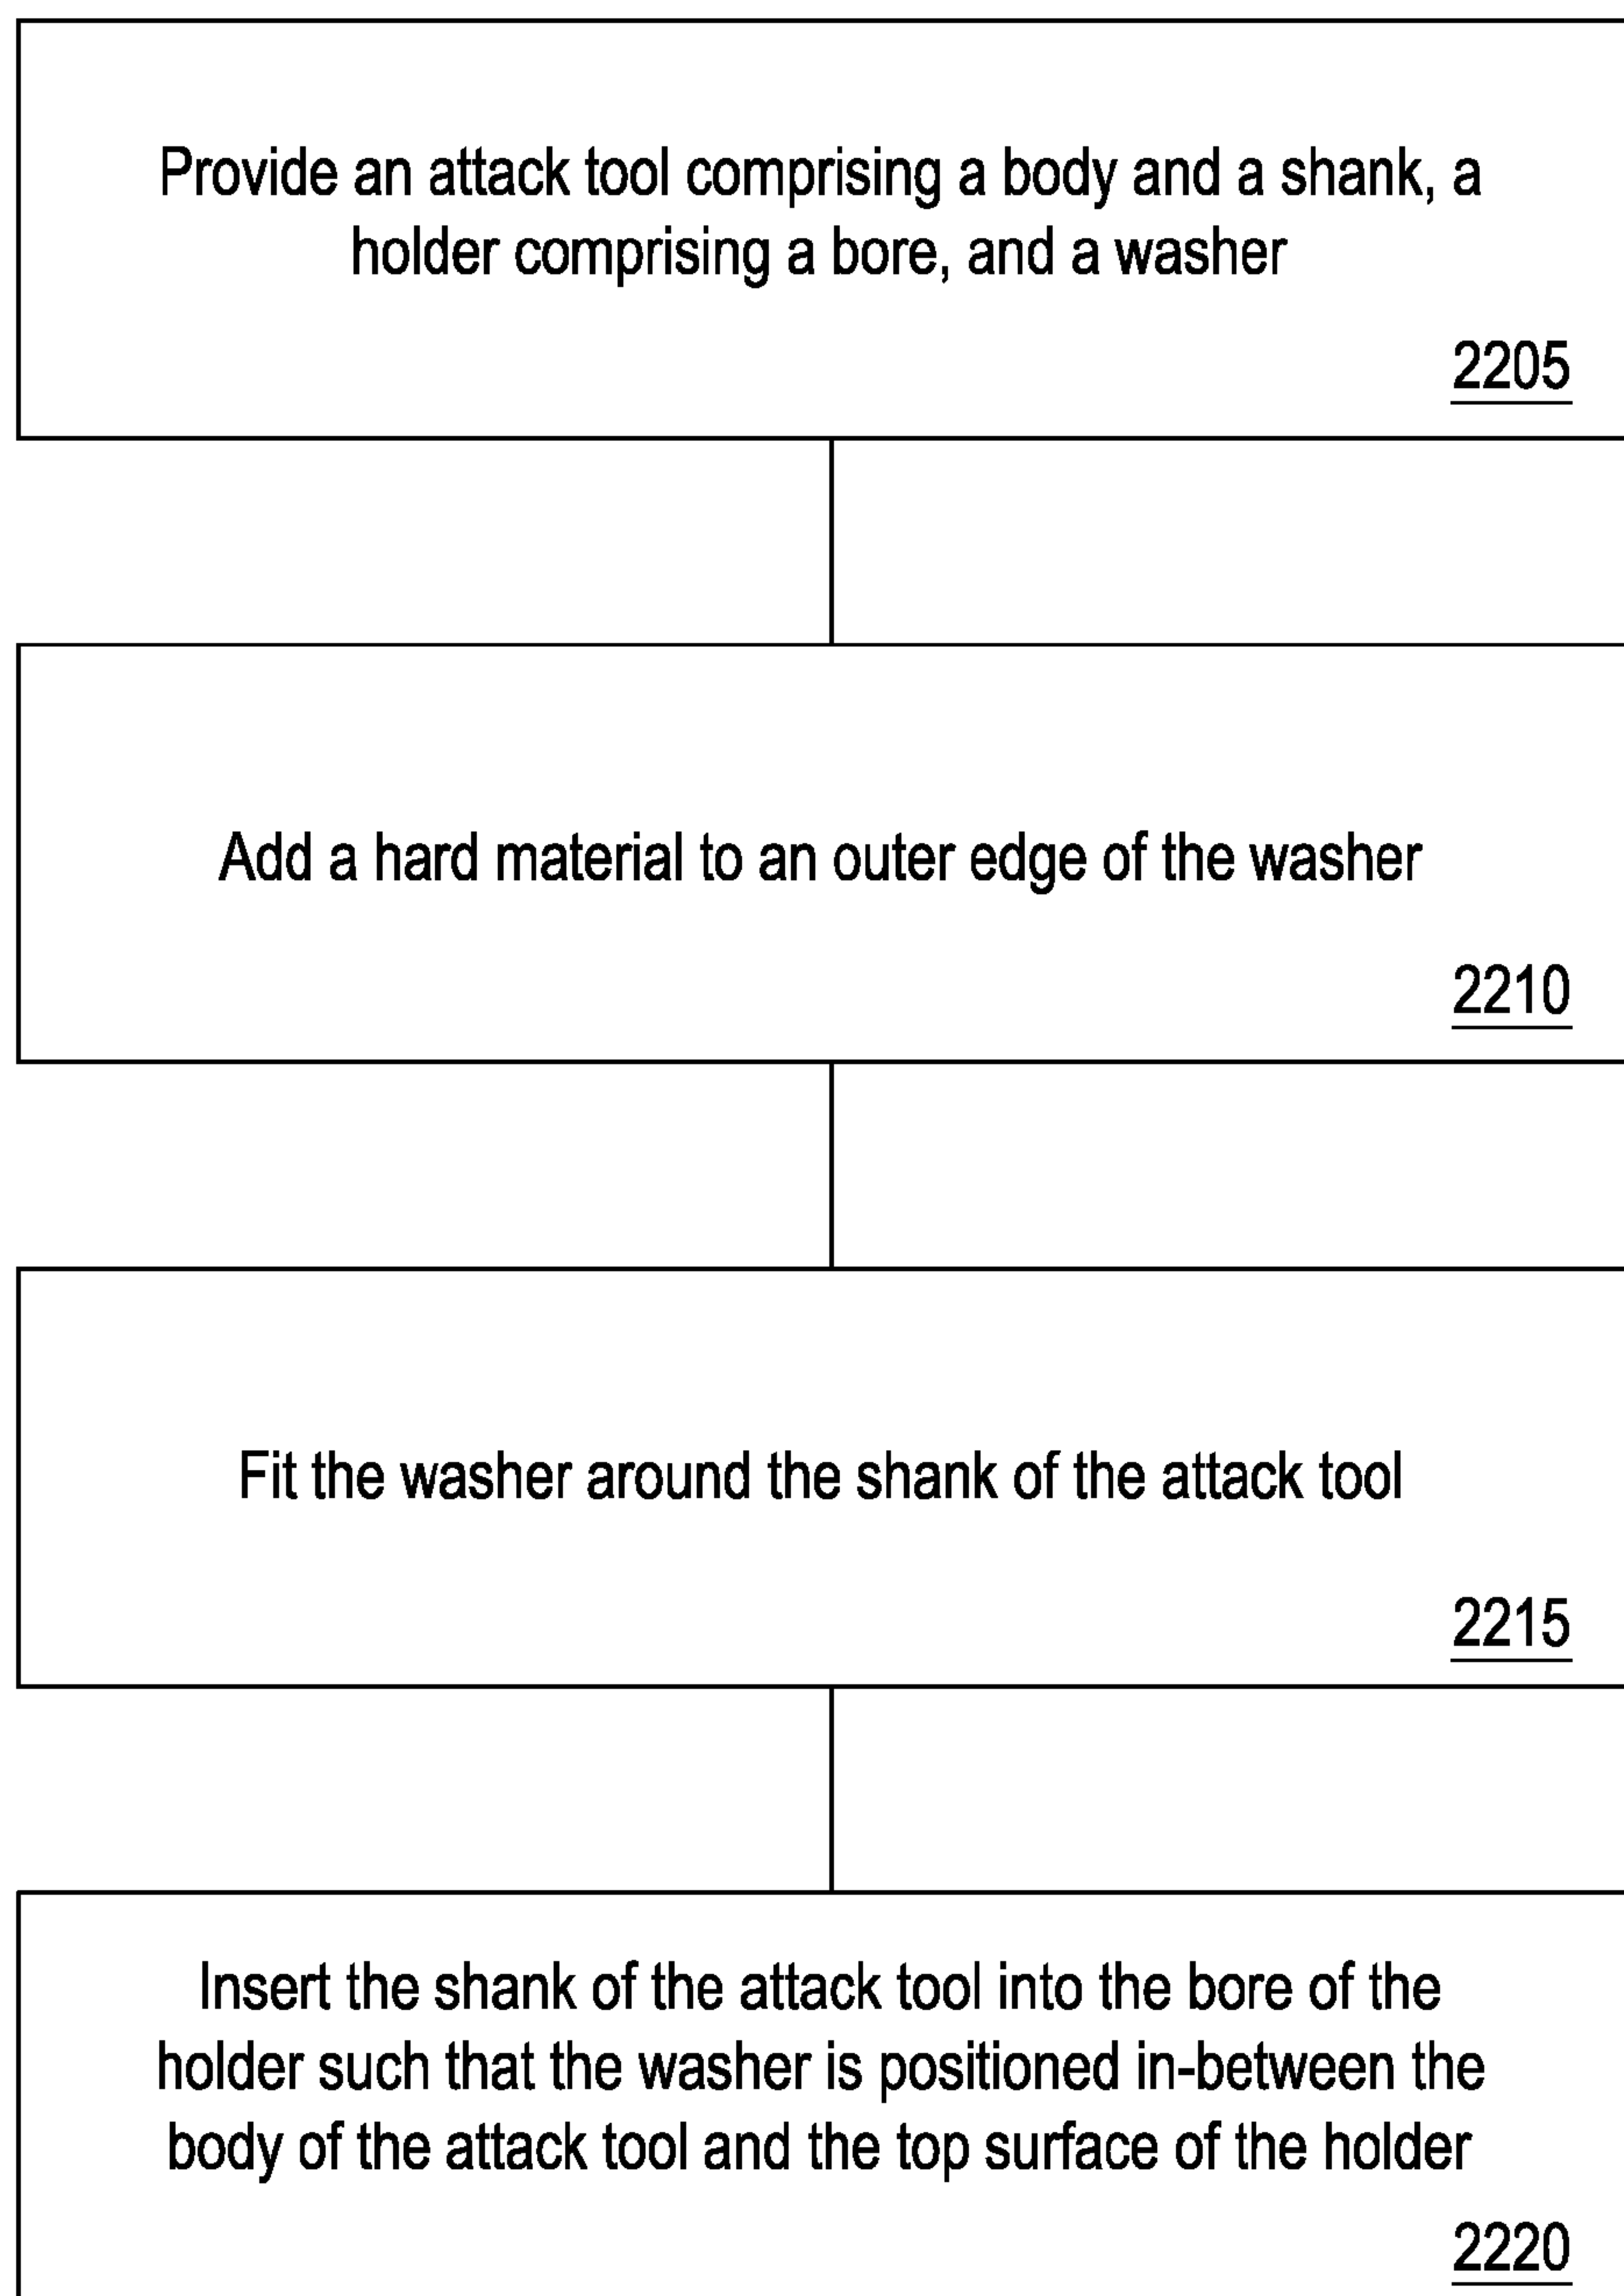 Provide an attack tool comprising a body and a shank, a
holder comprising a bore, and a washer
2205
Add a hard material to an outer edge of the washer
2210
Fit the washer around the shank of the attack tool
2215
Insert the shank of the attack tool into the bore of the
holder such that the washer is positioned in-between the
body of the attack tool and the top surface of the holder
2220